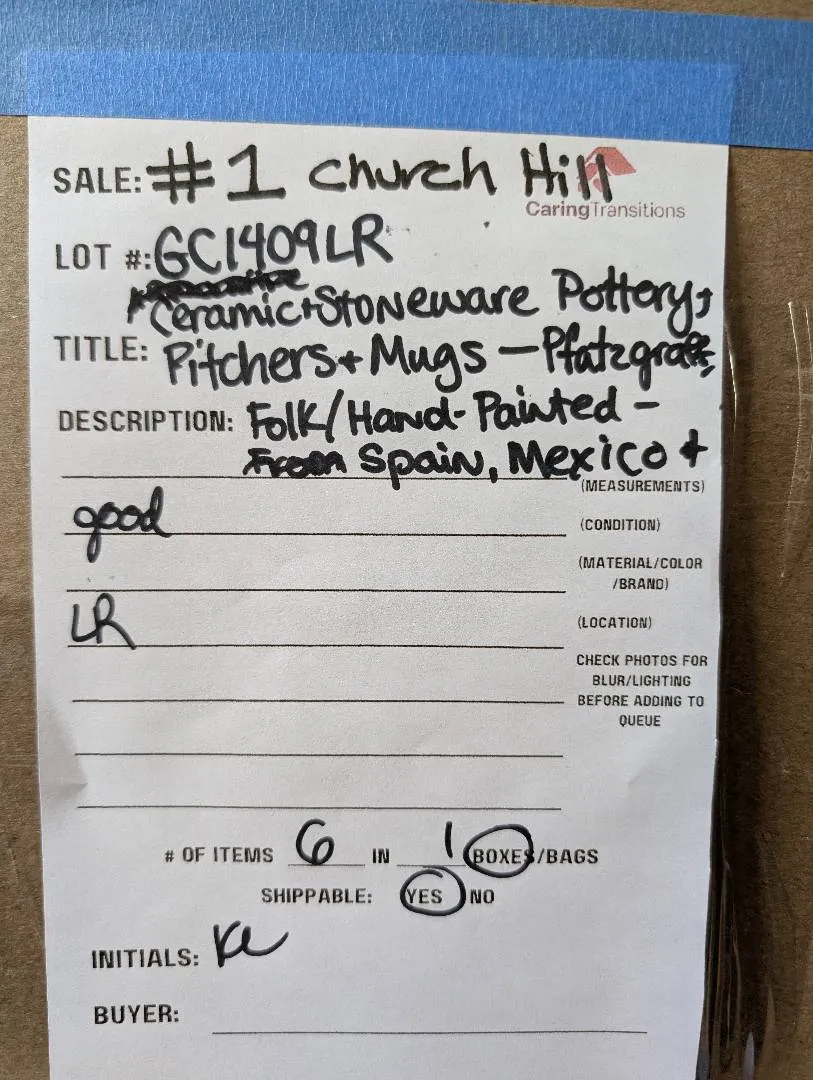 SALE: #1 Church Hill
CaringTransitions
LOT #: GC1409LR
Ceramic + Stoneware Pottery,
TITLE: Pitchers + Mugs - Pfatzgraff,
DESCRIPTION: Folk/Hand-Painted -
From Spain, Mexico +
(MEASUREMENTS)
good (CONDITION)
(MATERIAL/COLOR
/BRAND)
LR (LOCATION)
CHECK PHOTOS FOR
BLUR/LIGHTING
BEFORE ADDING TO
QUEUE
# OF ITEMS 6 IN 1 BOXES/BAGS
SHIPPABLE: YES NO
INITIALS:
BUYER: